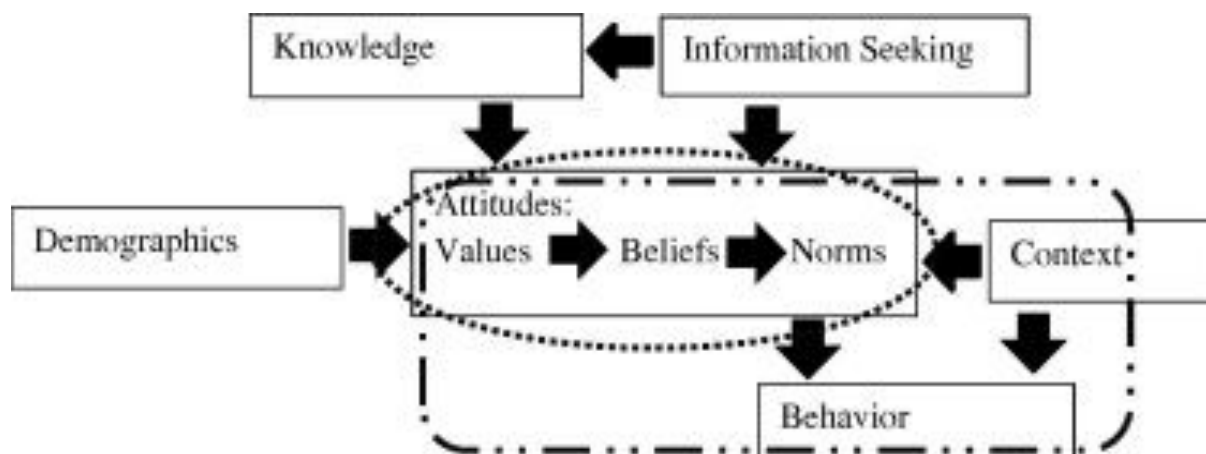 Knowledge
Information Seeking
Attitudes:
Demographics
Values
Beliefs
Norms
Context
Behavior